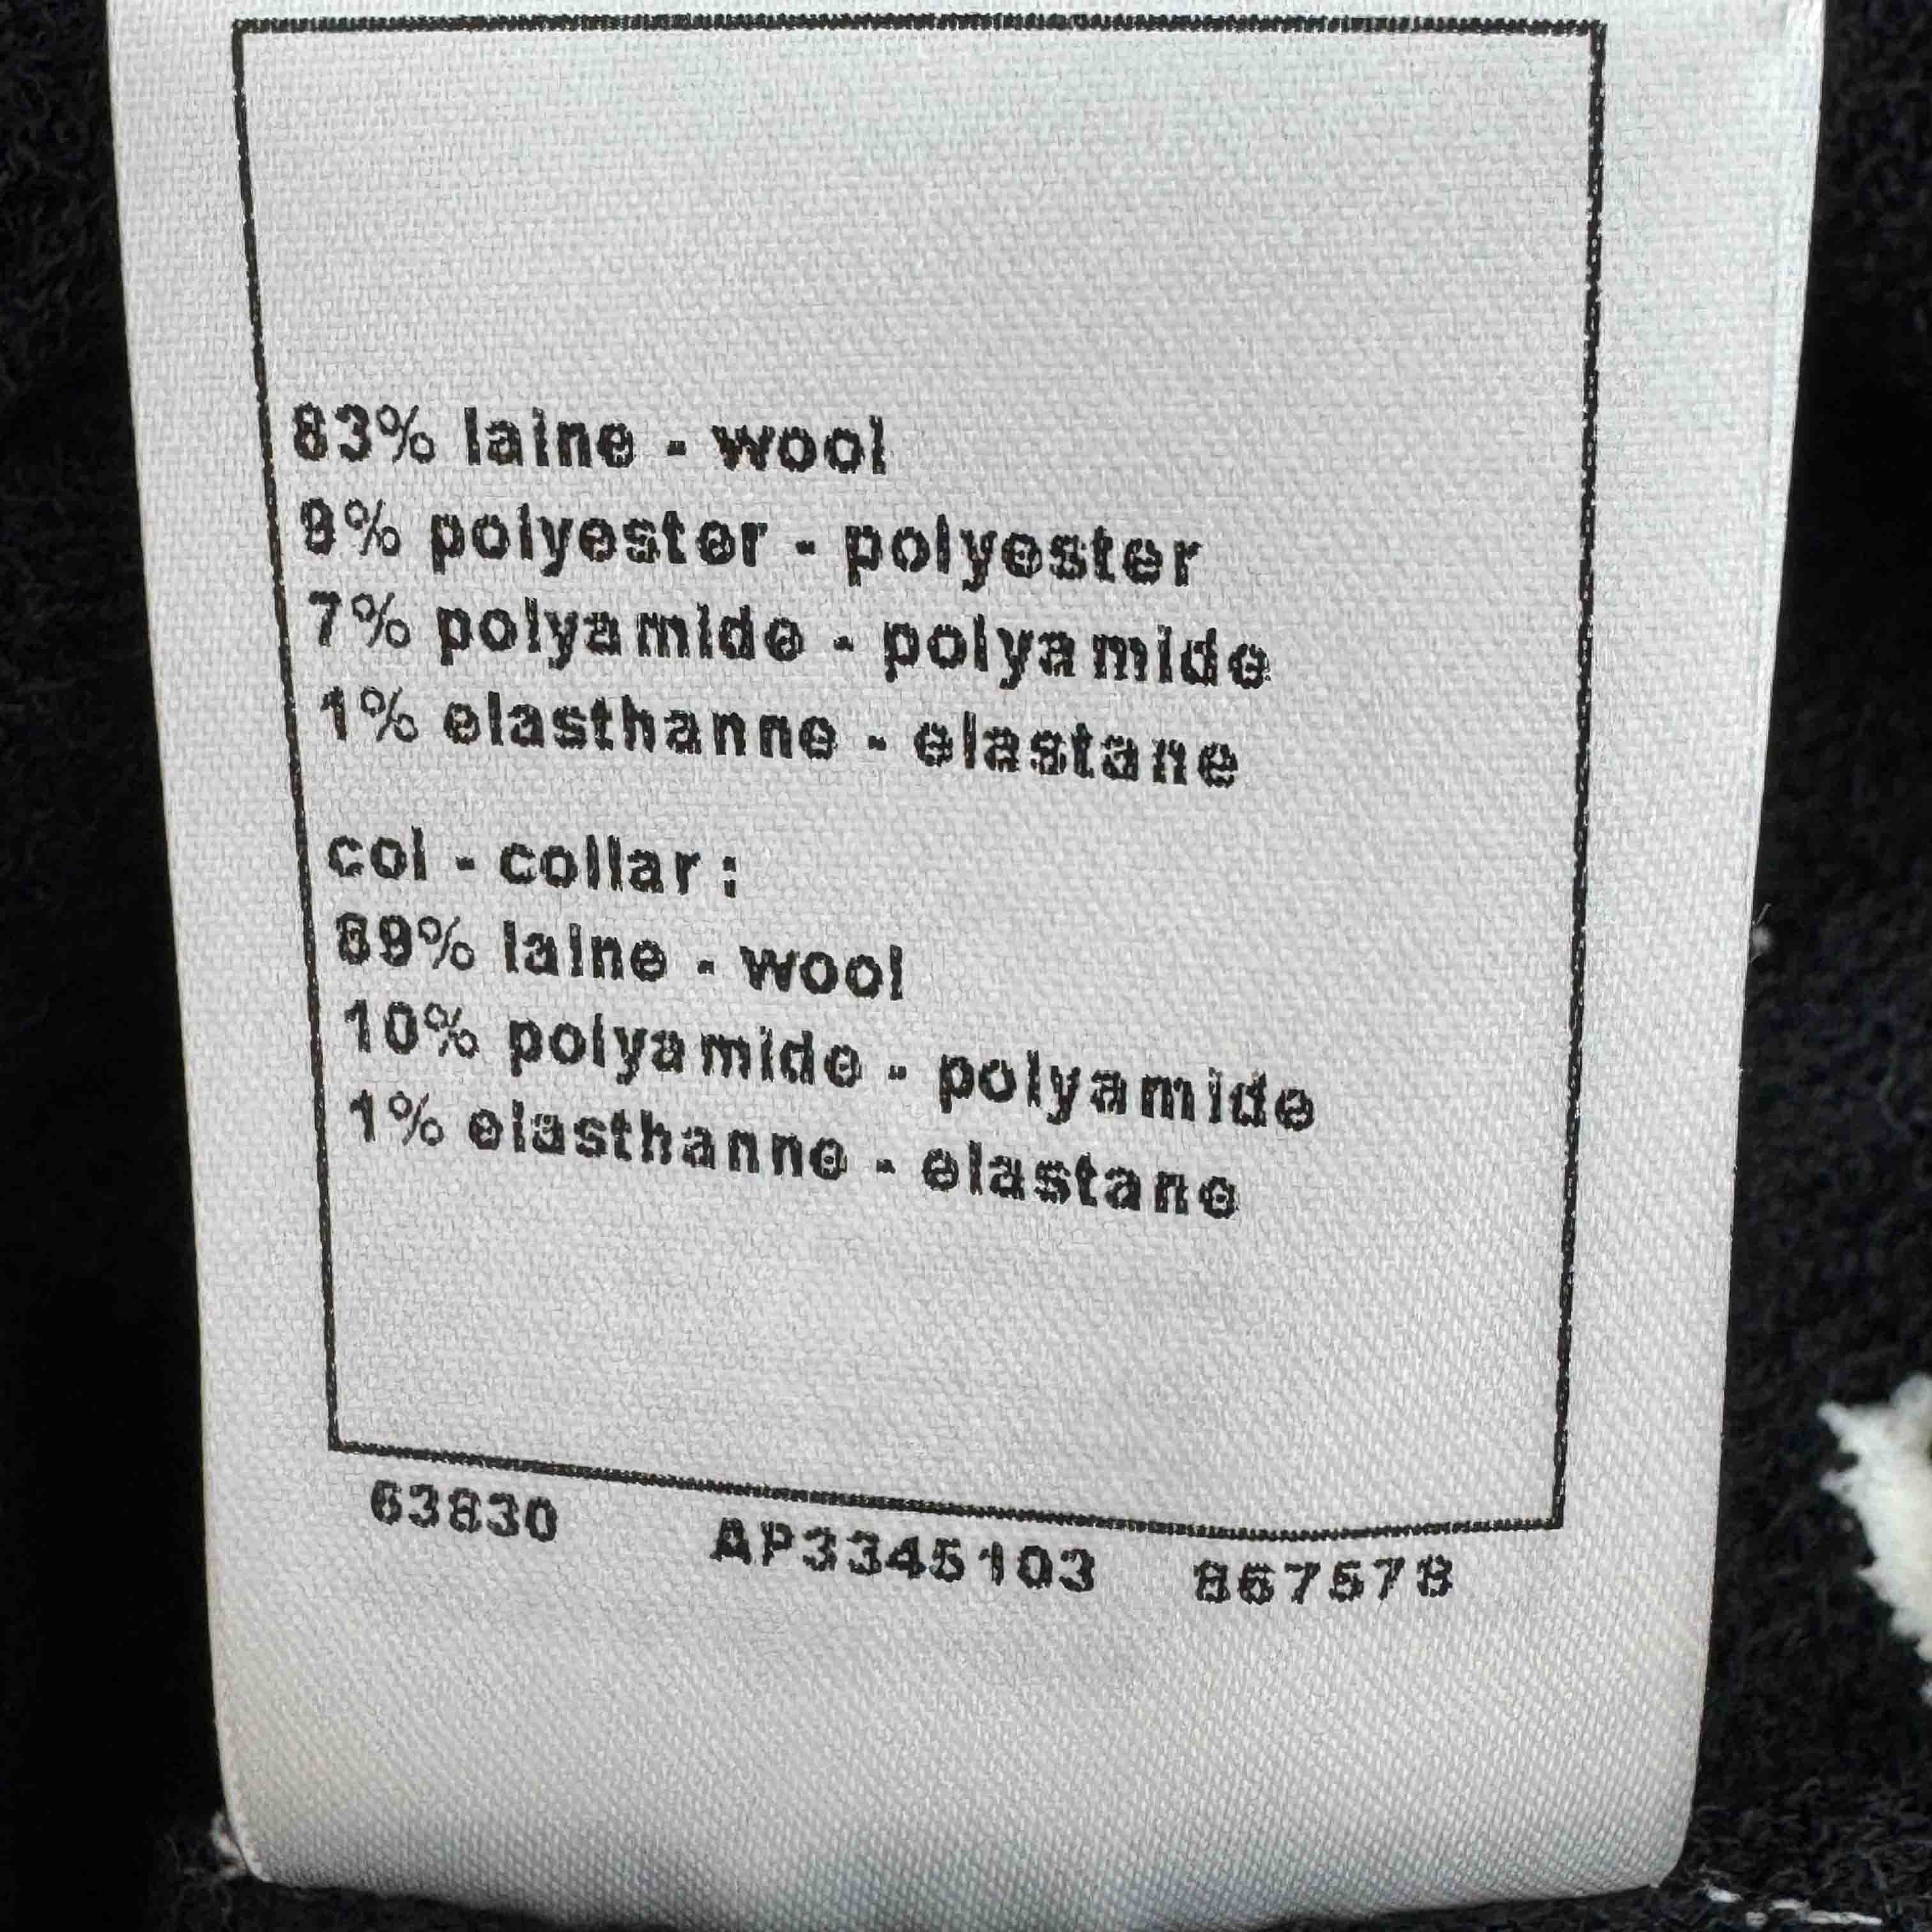 83% laine - wool
9% polyester - polyester
7% polyamide - polyamide
1% elasthanne - elastane
col - collar :
89% laine - wool
10% polyamide - polyamide
1% elasthanne - elastane
63830 AP3345103 867578